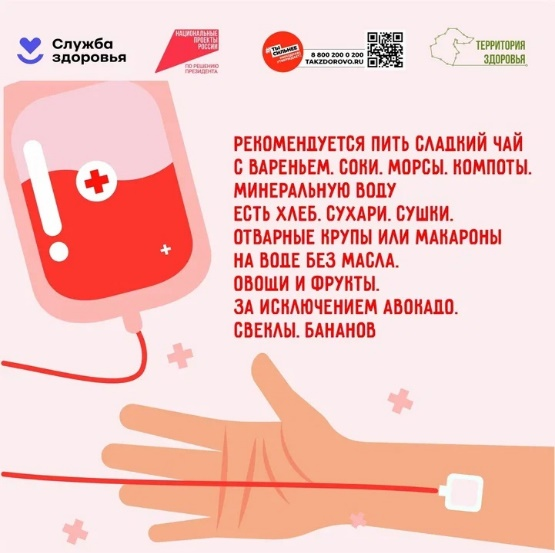 Служба
здоровья
НАЦИОНАЛЬНЫЕ
ПРОЕКТЫ
РОССИИ
ПО РЕШЕНИЮ
ПРЕЗИДЕНТА
ТЫ
СИЛЬНЕЕ
8 800 200 0 200
TAKZDOROVO.RU
ТЕРРИТОРИЯ
ЗДОРОВЬЯ
РЕКОМЕНДУЕТСЯ ПИТЬ СЛАДКИЙ ЧАЙ
С ВАРЕНЬЕМ. СОКИ. МОРСЫ. КОМПОТЫ.
МИНЕРАЛЬНУЮ ВОДУ
ЕСТЬ ХЛЕБ. СУХАРИ. СУШКИ.
ОТВАРНЫЕ КРУПЫ ИЛИ МАКАРОНЫ
НА ВОДЕ БЕЗ МАСЛА.
ОВОЩИ И ФРУКТЫ.
ЗА ИСКЛЮЧЕНИЕМ АВОКАДО.
СВЕКЛЫ. БАНАНОВ